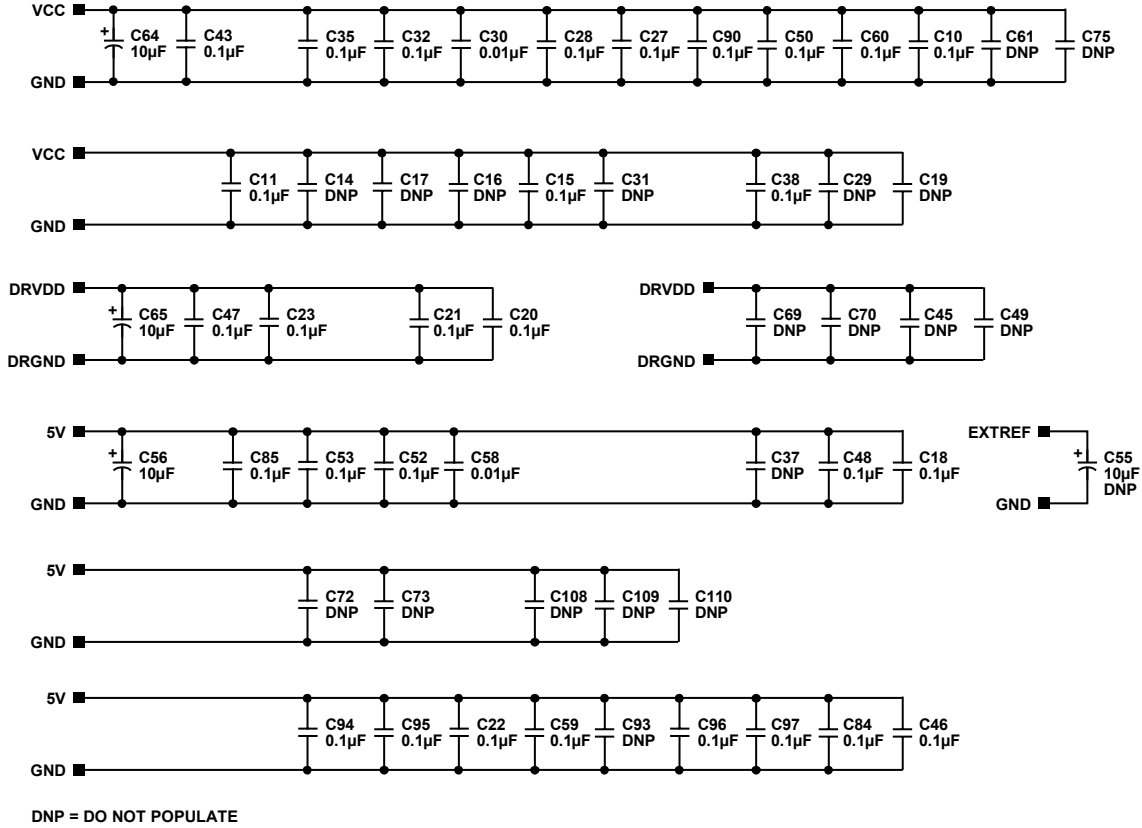 VCC
+ C64 C43 C35 C32 C30 C28 C27 C90 C50 C60 C10 C61 C75
10µF 0.1µF 0.1µF 0.1µF 0.01µF 0.1µF 0.1µF 0.1µF 0.1µF 0.1µF 0.1µF DNP DNP
GND
VCC
C11 C14 C17 C16 C15 C31 C38 C29 C19
0.1µF DNP DNP DNP 0.1µF DNP 0.1µF DNP DNP
GND
DRVDD DRVDD
+ C65 C47 C23 C21 C20 C69 C70 C45 C49
10µF 0.1µF 0.1µF 0.1µF 0.1µF DNP DNP DNP DNP
DRGND DRGND
5V EXTREF
+ C56 C85 C53 C52 C58 C37 C48 C18 + C55
10µF 0.1µF 0.1µF 0.1µF 0.01µF DNP 0.1µF 0.1µF 10µF
DNP
GND GND
5V
C72 C73 C108 C109 C110
DNP DNP DNP DNP DNP
GND
5V
C94 C95 C22 C59 C93 C96 C97 C84 C46
0.1µF 0.1µF 0.1µF 0.1µF DNP 0.1µF 0.1µF 0.1µF 0.1µF
GND
DNP = DO NOT POPULATE